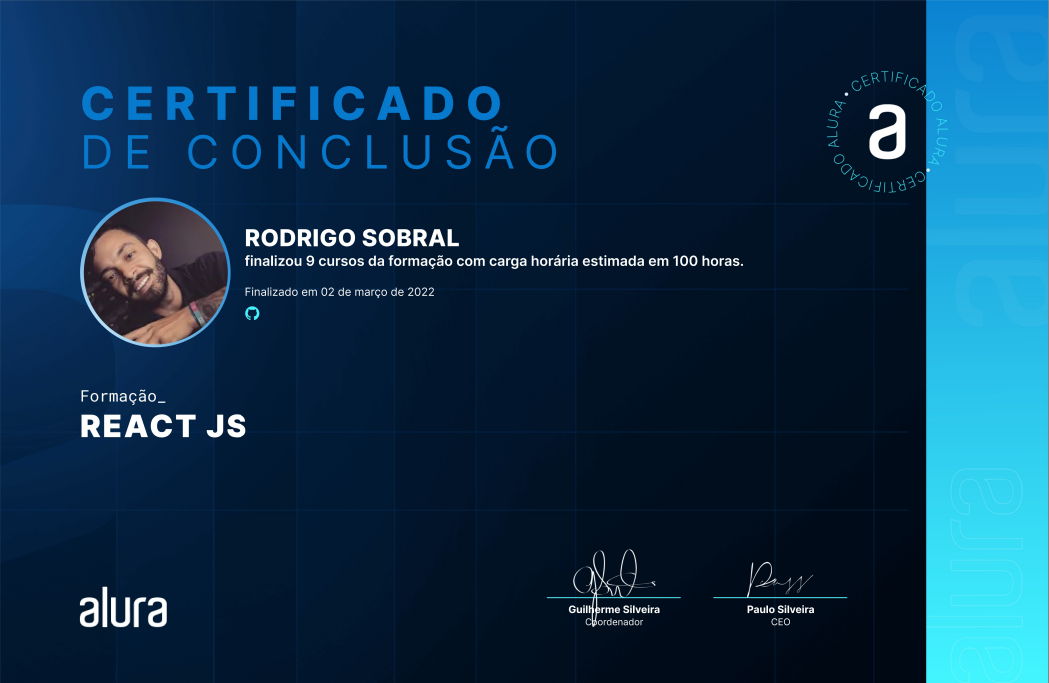 CERTIFICADO
DE CONCLUSÃO
CERTIFICADO ALURA • CERTIFICADO ALURA •
a
RODRIGO SOBRAL
finalizou 9 cursos da formação com carga horária estimada em 100 horas.
Finalizado em 02 de março de 2022
Formação_
REACT JS
alura
Guilherme Silveira
Coordenador
Paulo Silveira
CEO
alura
alura